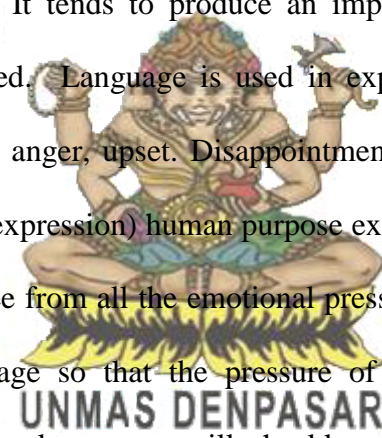 It tends to produce an imp
ed. Language is used in exp
anger, upset. Disappointmen
expression) human purpose ex
e from all the emotional press
age so that the pressure of
UNMAS DENPASAR